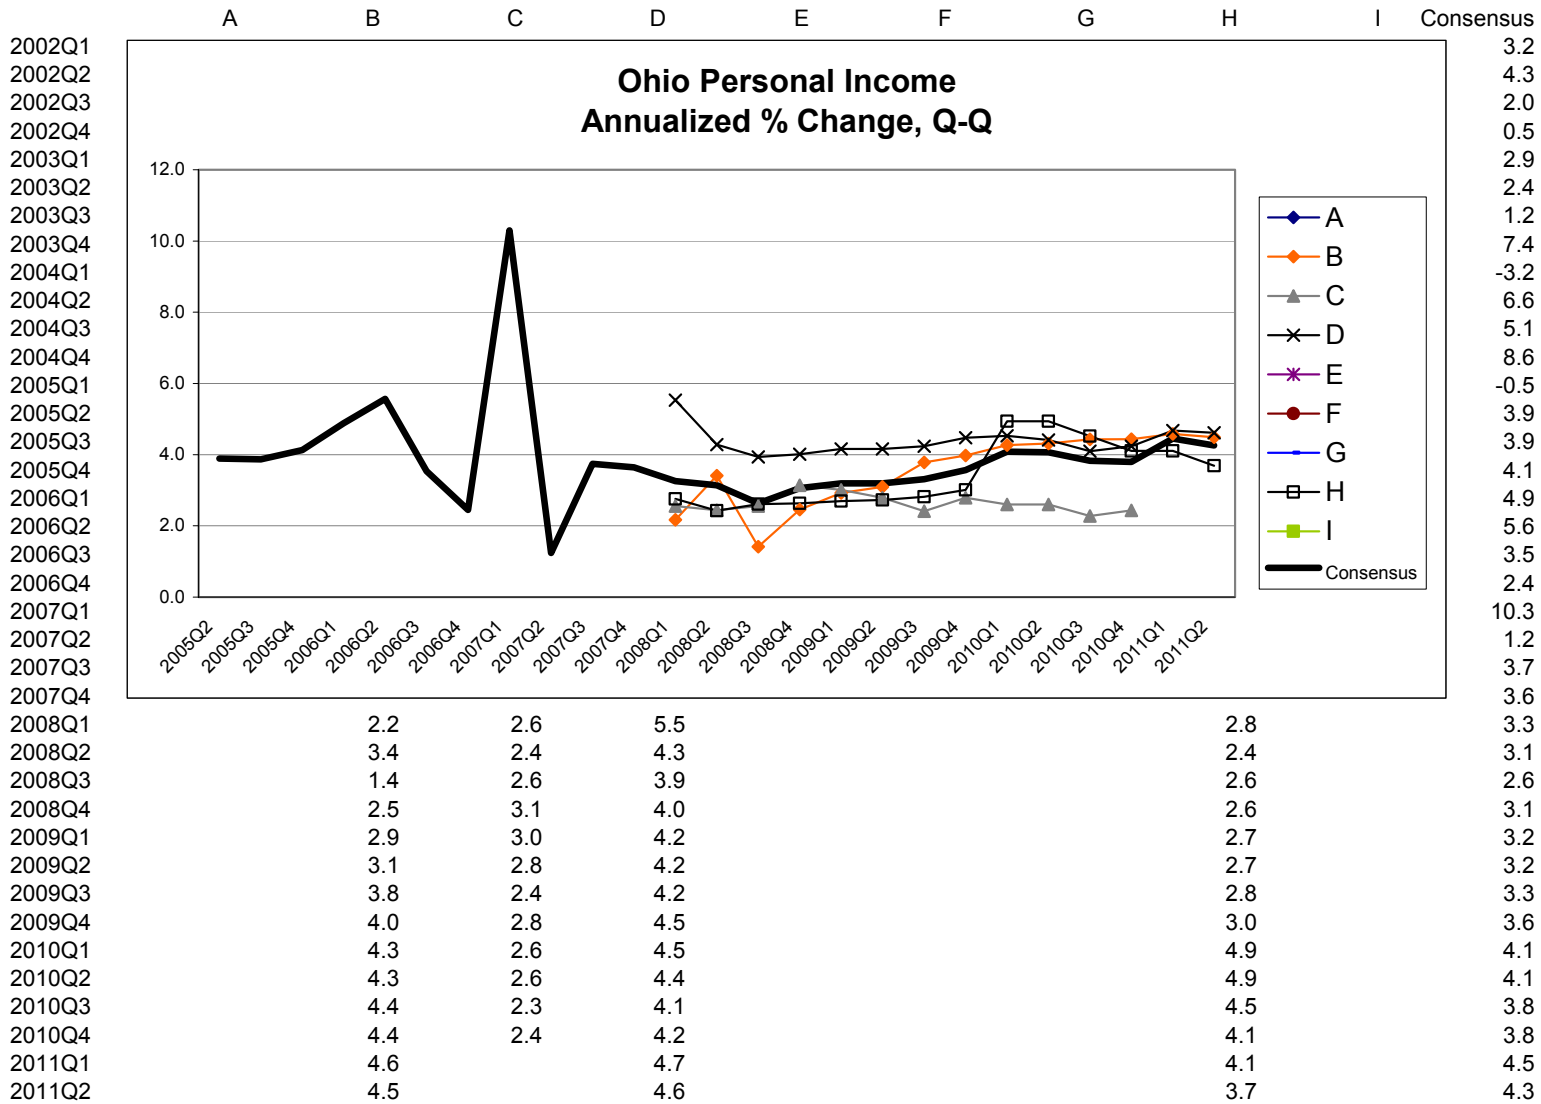 A B C D E F G H I Consensus
2002Q1 3.2
2002Q2 4.3
2002Q3 2.0
2002Q4 0.5
2003Q1 2.9
2003Q2 2.4
2003Q3 1.2
2003Q4 7.4
2004Q1 -3.2
2004Q2 6.6
2004Q3 5.1
2004Q4 8.6
2005Q1 -0.5
2005Q2 3.9
2005Q3 3.9
2005Q4 4.1
2006Q1 4.9
2006Q2 5.6
2006Q3 3.5
2006Q4 2.4
2007Q1 10.3
2007Q2 1.2
2007Q3 3.7
2007Q4 3.6
Ohio Personal Income
Annualized % Change, Q-Q
12.0
10.0
8.0
6.0
4.0
2.0
0.0
2005Q2 2005Q3 2005Q4 2006Q1 2006Q2 2006Q3 2006Q4 2007Q1 2007Q2 2007Q3 2007Q4 2008Q1 2008Q2 2008Q3 2008Q4 2009Q1 2009Q2 2009Q3 2009Q4 2010Q1 2010Q2 2010Q3 2010Q4 2011Q1 2011Q2
A
B
C
D
E
F
G
H
I
Consensus
2008Q1 2.2 2.6 5.5 2.8 3.3
2008Q2 3.4 2.4 4.3 2.4 3.1
2008Q3 1.4 2.6 3.9 2.6 2.6
2008Q4 2.5 3.1 4.0 2.6 3.1
2009Q1 2.9 3.0 4.2 2.7 3.2
2009Q2 3.1 2.8 4.2 2.7 3.2
2009Q3 3.8 2.4 4.2 2.8 3.3
2009Q4 4.0 2.8 4.5 3.0 3.6
2010Q1 4.3 2.6 4.5 4.9 4.1
2010Q2 4.3 2.6 4.4 4.9 4.1
2010Q3 4.4 2.3 4.1 4.5 3.8
2010Q4 4.4 2.4 4.2 4.1 3.8
2011Q1 4.6 4.7 4.1 4.5
2011Q2 4.5 4.6 3.7 4.3